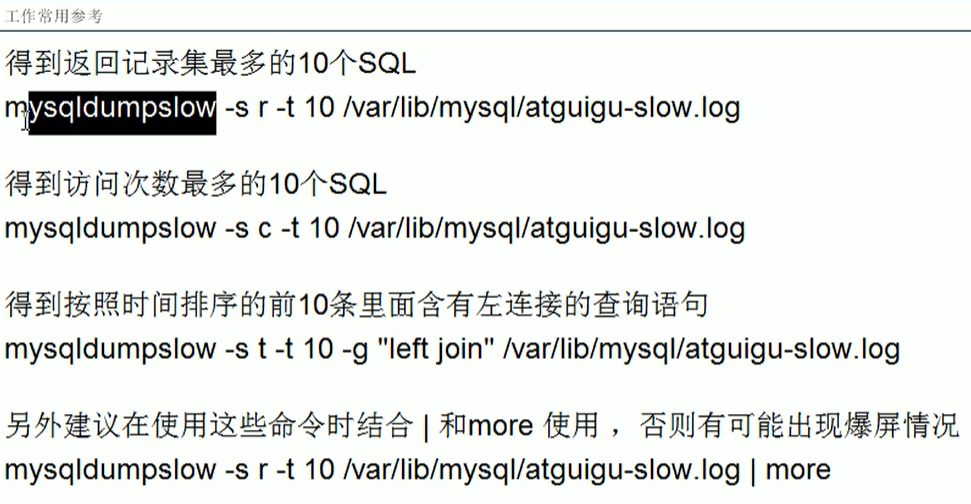 工作常用参考
得到返回记录集最多的10个SQL
mysqldumpslow -s r -t 10 /var/lib/mysql/atguigu-slow.log
得到访问次数最多的10个SQL
mysqldumpslow -s c -t 10 /var/lib/mysql/atguigu-slow.log
得到按照时间排序的前10条里面含有左连接的查询语句
mysqldumpslow -s t -t 10 -g "left join" /var/lib/mysql/atguigu-slow.log
另外建议在使用这些命令时结合 | 和more 使用 ，否则有可能出现爆屏情况
mysqldumpslow -s r -t 10 /var/lib/mysql/atguigu-slow.log | more